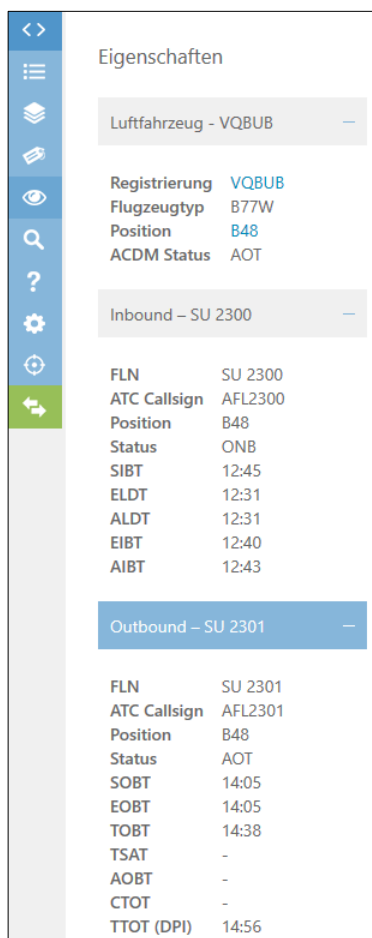 Eigenschaften
Luftfahrzeug - VQBUB
Registrierung VQBUB
Flugzeugtyp B77W
Position B48
ACDM Status AOT
Inbound – SU 2300
FLN SU 2300
ATC Callsign AFL2300
Position B48
Status ONB
SIBT 12:45
ELDT 12:31
ALDT 12:31
EIBT 12:40
AIBT 12:43
Outbound – SU 2301
FLN SU 2301
ATC Callsign AFL2301
Position B48
Status AOT
SOBT 14:05
EOBT 14:05
TOBT 14:38
TSAT -
AOBT -
CTOT -
TTOT (DPI) 14:56